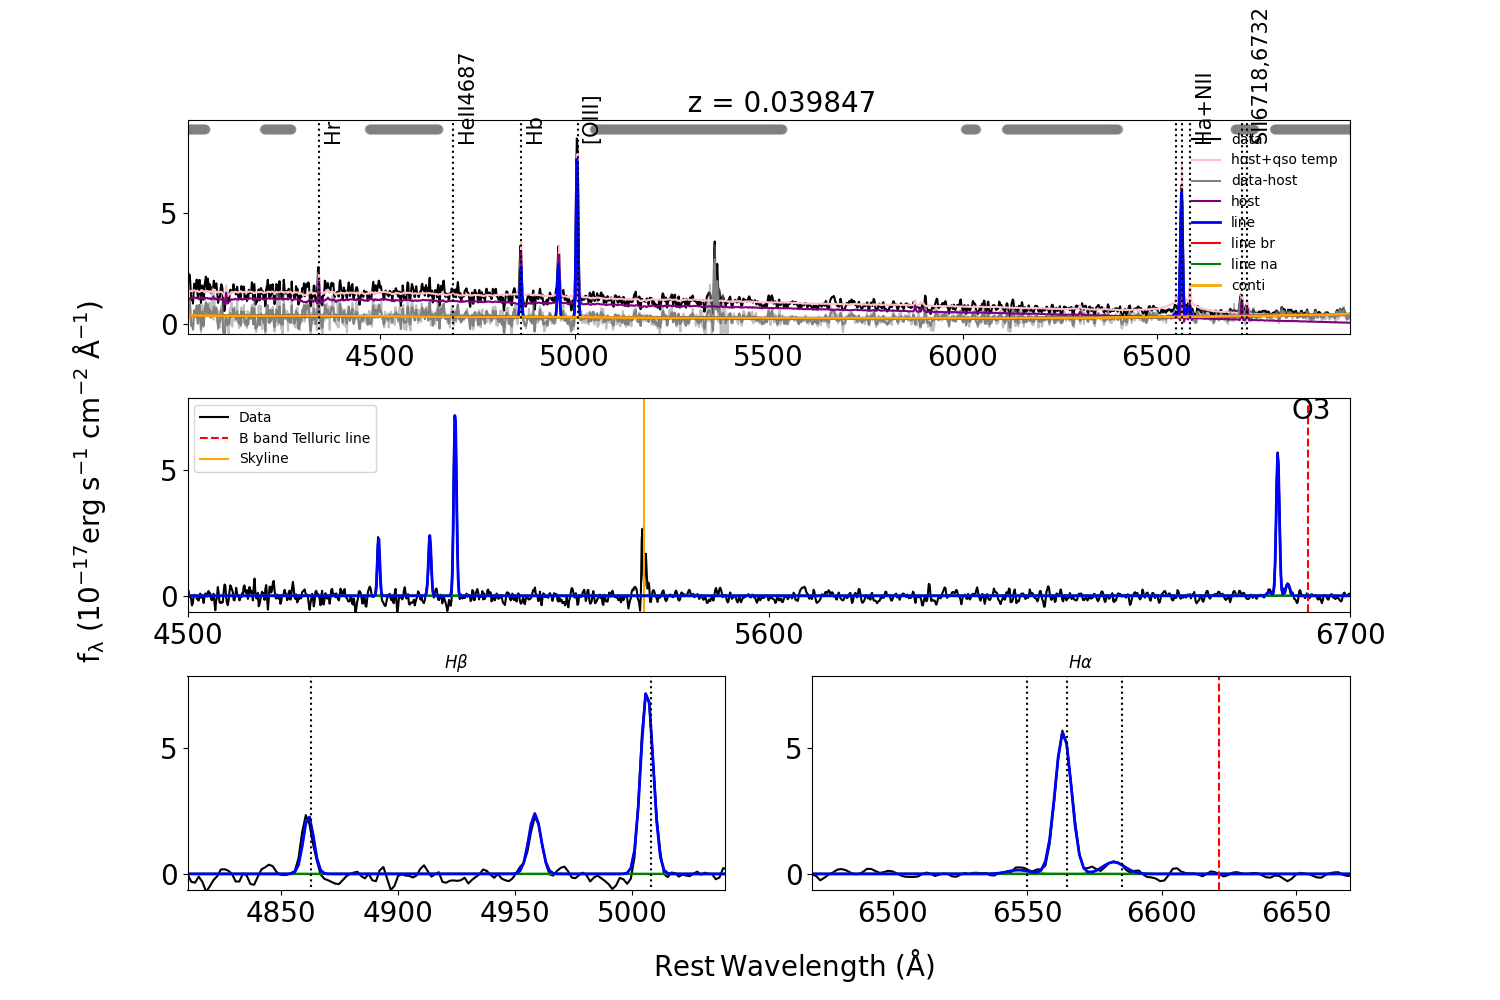 z = 0.039847
Hr
HeII4687
Hb
[OIII]
Ha+NII
SII6718,6732
data
host+qso temp
data-host
host
line
line br
line na
conti
5
0
4500
5000
5500
6000
6500
Data
B band Telluric line
Skyline
O3
5
0
4500
5600
6700
fλ (10⁻¹⁷erg s⁻¹ cm⁻² Å⁻¹)
Hβ
5
0
4850
4900
4950
5000
Hα
5
0
6500
6550
6600
6650
Rest Wavelength (Å)